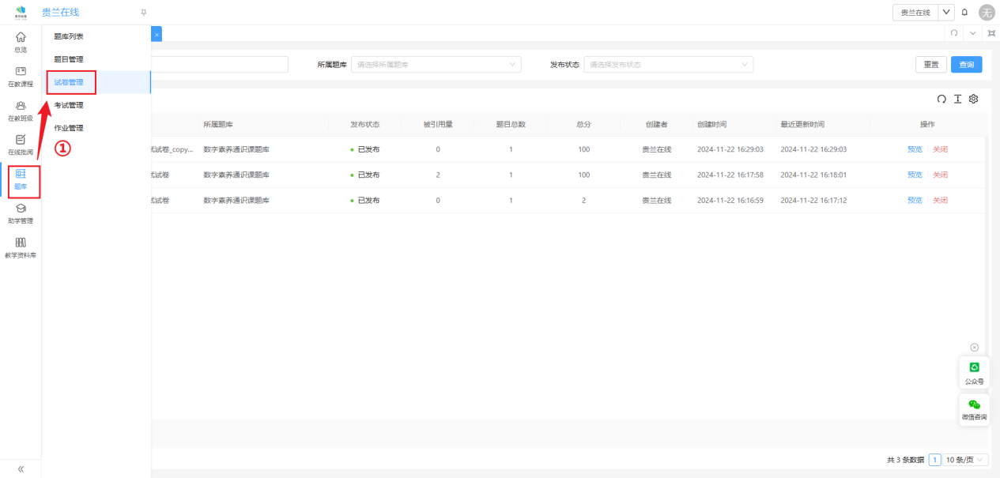 贵兰在线
贵兰在线
无
总览
在教课程
在教班级
在线批阅
题库
助学管理
教学资料库
题库列表
题目管理
试卷管理
考试管理
作业管理
①
所属题库 请选择所属题库 发布状态 请选择发布状态 重置 查询
所属题库 发布状态 被引用量 题目总数 总分 创建者 创建时间 最近更新时间 操作
试卷_copy... 数字素养通识课题库 已发布 0 1 100 贵兰在线 2024-11-22 16:29:03 2024-11-22 16:29:03 预览 关闭
试卷 数字素养通识课题库 已发布 2 1 100 贵兰在线 2024-11-22 16:17:58 2024-11-22 16:18:01 预览 关闭
试卷 数字素养通识课题库 已发布 0 1 2 贵兰在线 2024-11-22 16:16:59 2024-11-22 16:17:12 预览 关闭
公众号
微信咨询
共 3 条数据 1 10 条/页